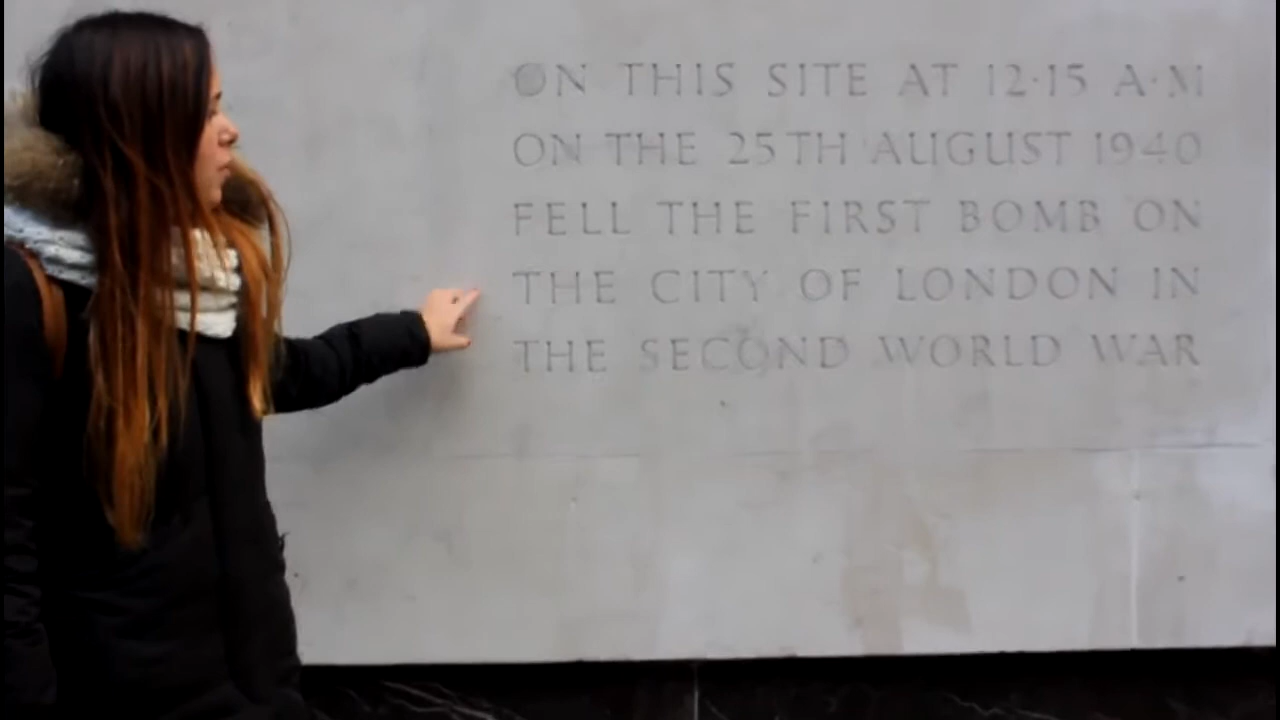 ON THIS SITE AT 12·15 A·M
ON THE 25TH AUGUST 1940
FELL THE FIRST BOMB ON
THE CITY OF LONDON IN
THE SECOND WORLD WAR